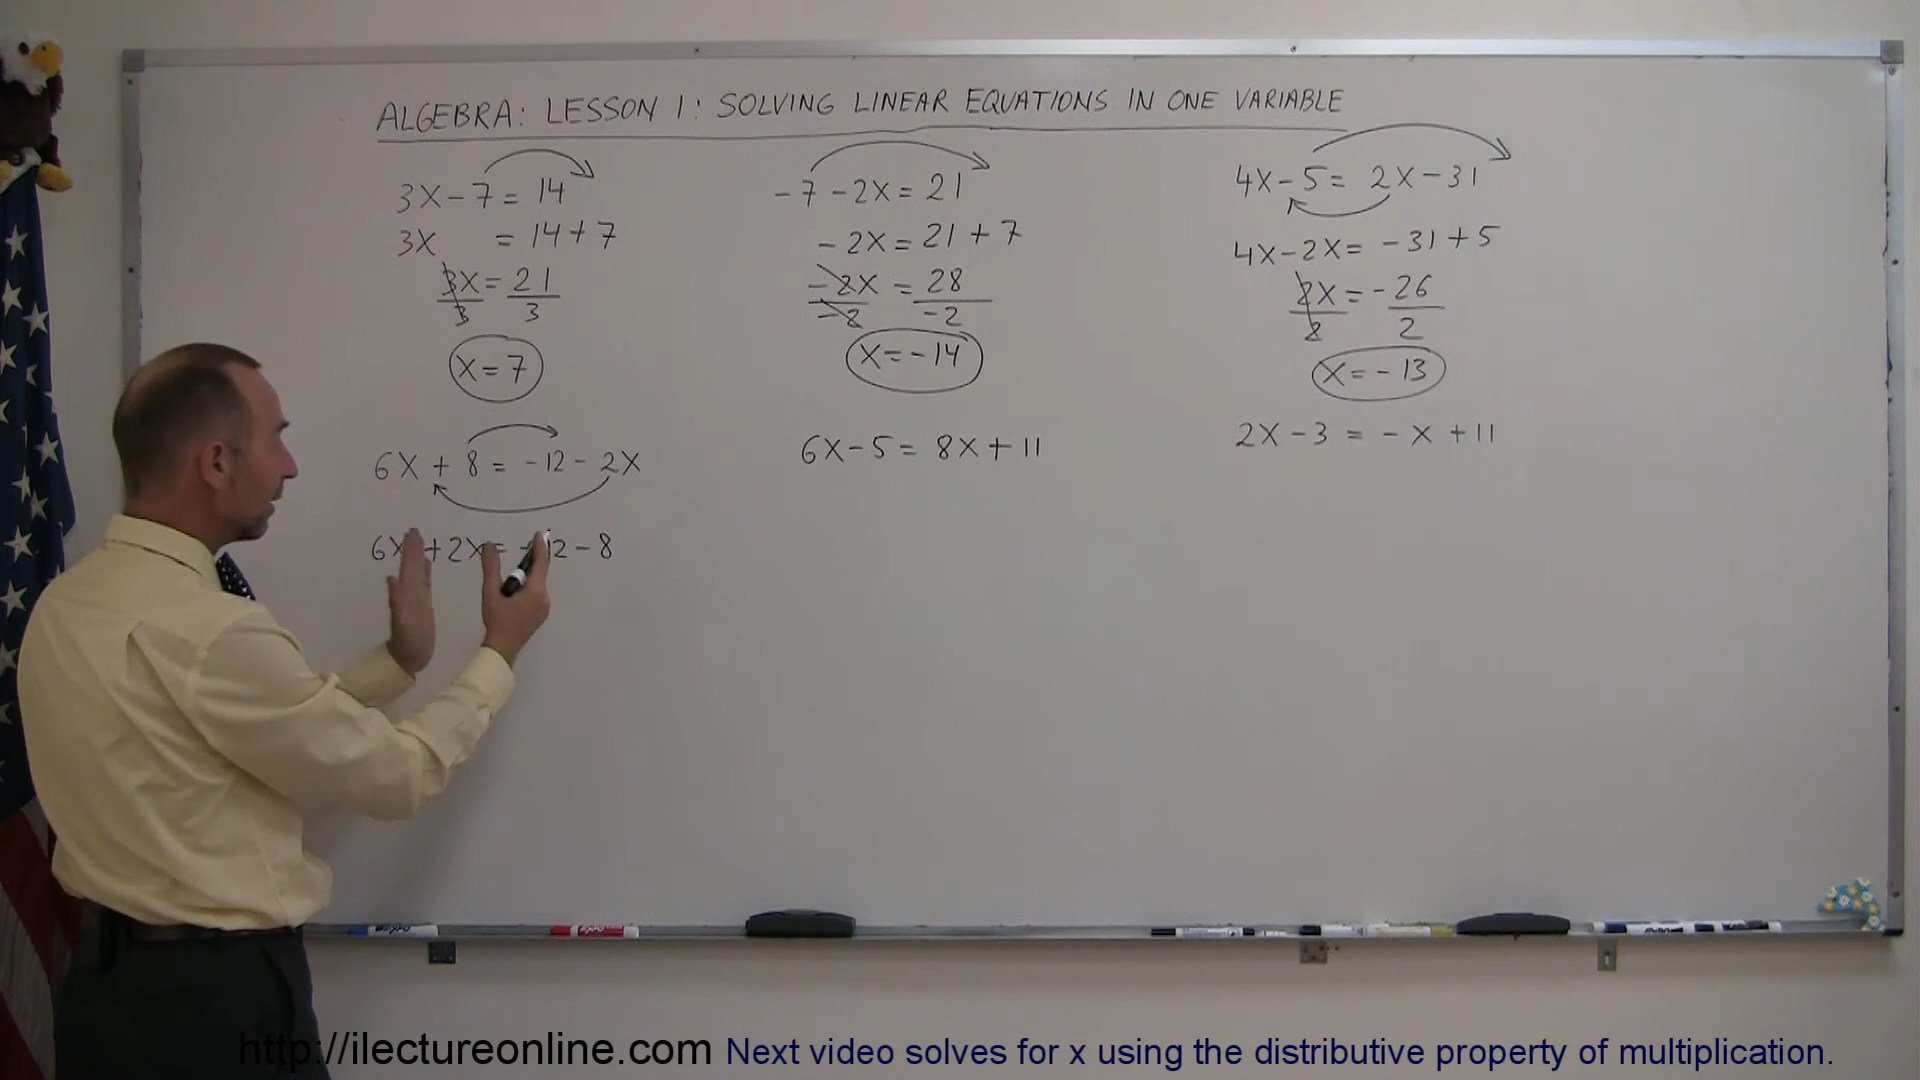 ALGEBRA: LESSON 1: SOLVING LINEAR EQUATIONS IN ONE VARIABLE
3X - 7 = 14
3X = 14 + 7
3X = 21
3 3
X = 7
-7 - 2X = 21
-2X = 21 + 7
-2X = 28
-2 -2
X = -14
4X - 5 = 2X - 31
4X - 2X = -31 + 5
2X = -26
2 2
X = -13
6X + 8 = -12 - 2X
6X + 2X = -12 - 8
6X - 5 = 8X + 11
2X - 3 = -X + 11
http://ilectureonline.com Next video solves for x using the distributive property of multiplication.